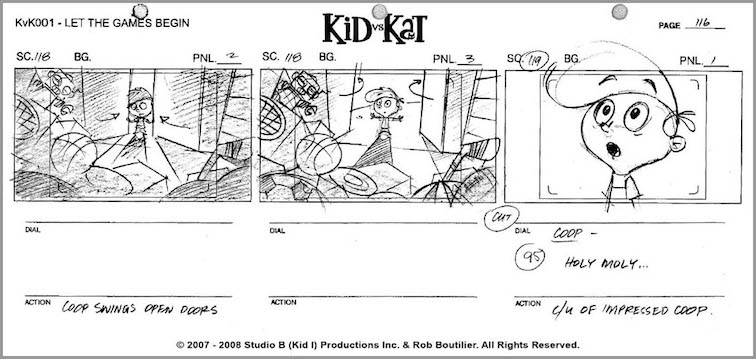 KvK001 - LET THE GAMES BEGIN
KiD vs KaT
PAGE 116
SC. 118 BG. PNL. 2
SC. 118 BG. PNL. 3
SC. 119 BG. PNL. 1
CUT
DIAL
DIAL
DIAL COOP -
95 HOLY MOLY...
ACTION COOP SWINGS OPEN DOORS
ACTION
ACTION C/U OF IMPRESSED COOP.
© 2007 - 2008 Studio B (Kid I) Productions Inc. & Rob Boutilier. All Rights Reserved.